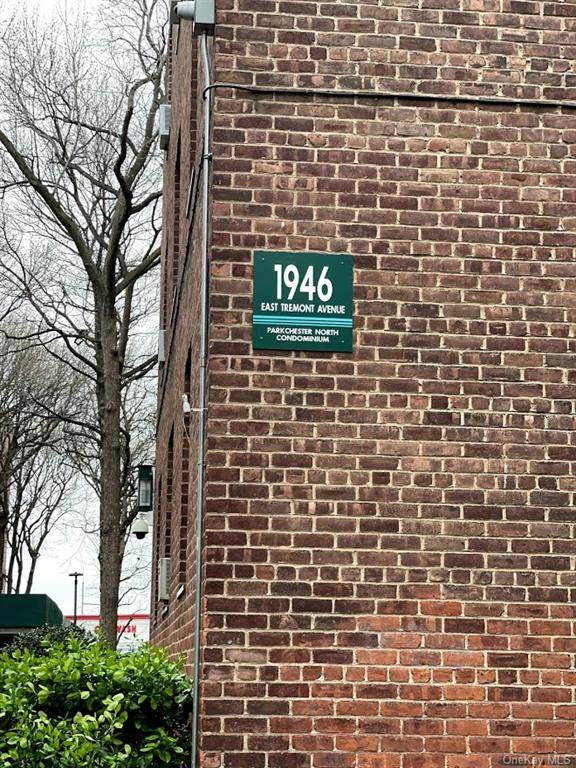 1946
EAST TREMONT AVENUE
PARKCHESTER NORTH
CONDOMINIUM
OneKey MLS